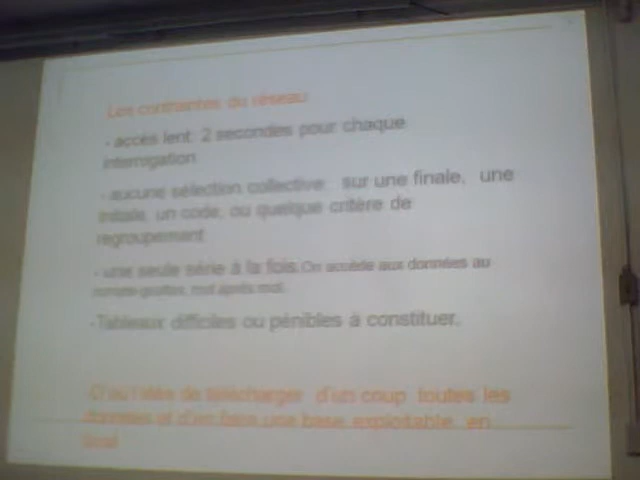 Les contraintes du réseau
- accès lent: 2 secondes pour chaque
interrogation
- aucune sélection collective: sur une finale, une
initiale, un code, ou quelque critère de
regroupement
- une seule série à la fois. On accède aux données au
compte-gouttes, mot après mot.
- Tableaux difficiles ou pénibles à constituer.
D'où l'idée de télécharger d'un coup toutes les
données et d'en faire une base exploitable en
local